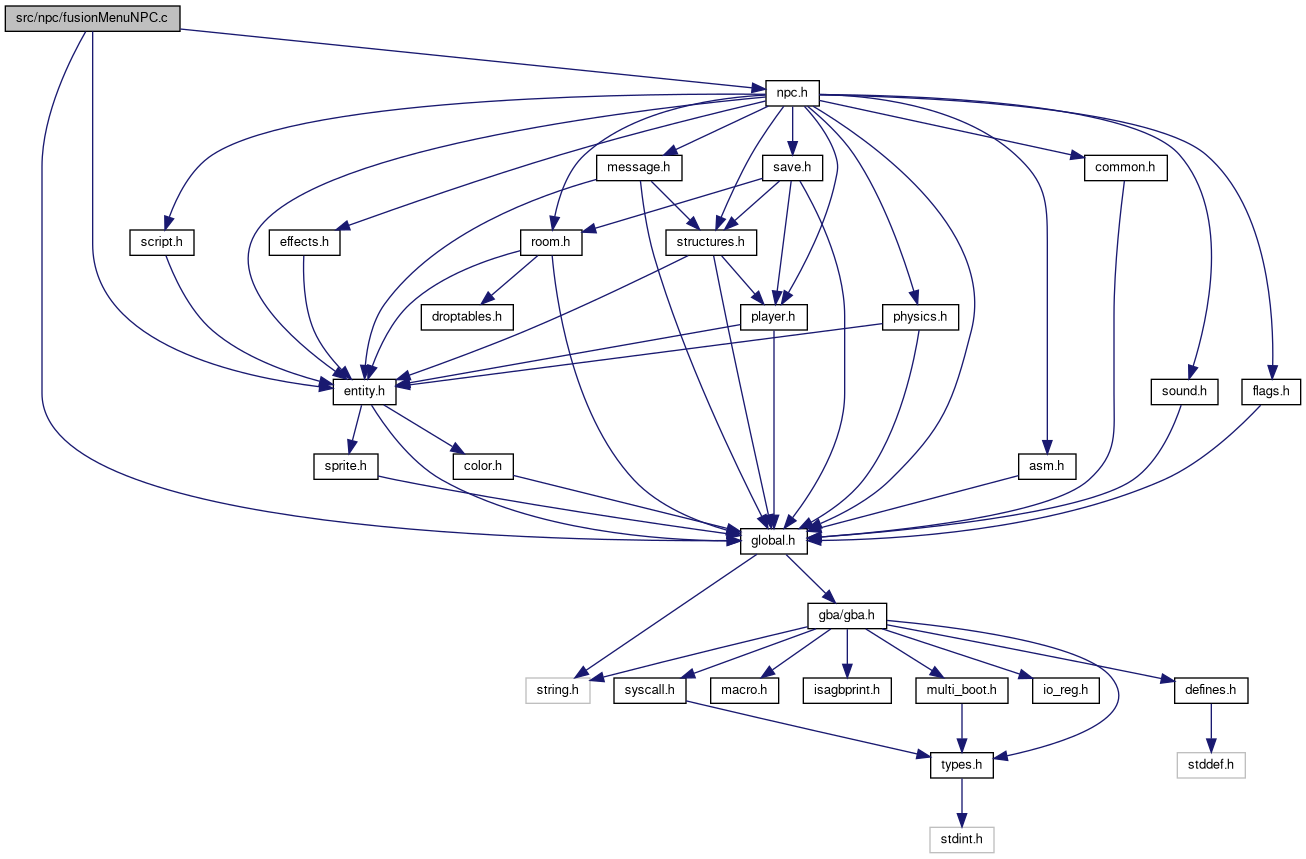 src/npc/fusionMenuNPC.c
npc.h
message.h
save.h
common.h
script.h
effects.h
room.h
structures.h
droptables.h
player.h
physics.h
entity.h
sound.h
flags.h
sprite.h
color.h
asm.h
global.h
gba/gba.h
string.h
syscall.h
macro.h
isagbprint.h
multi_boot.h
io_reg.h
defines.h
types.h
stddef.h
stdint.h